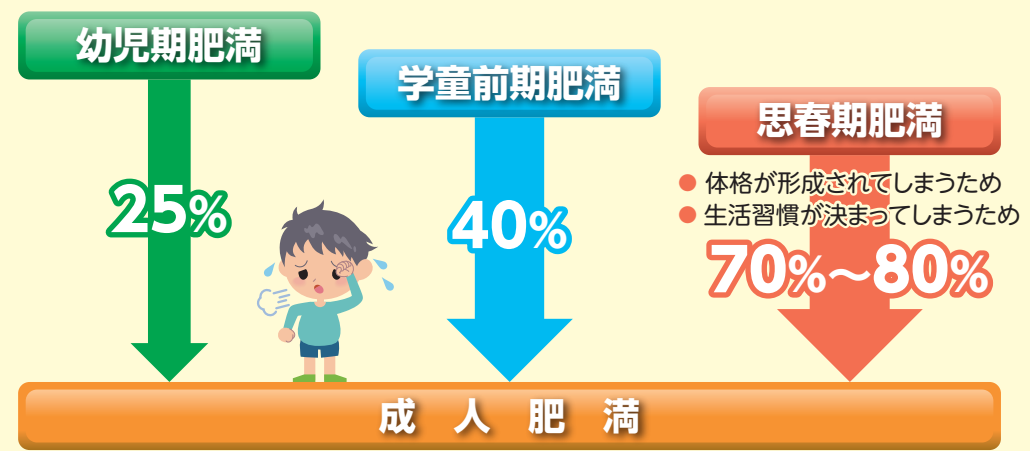 幼児期肥満
25%
学童前期肥満
40%
思春期肥満
● 体格が形成されてしまうため
● 生活習慣が決まってしまうため
70%～80%
成人肥満